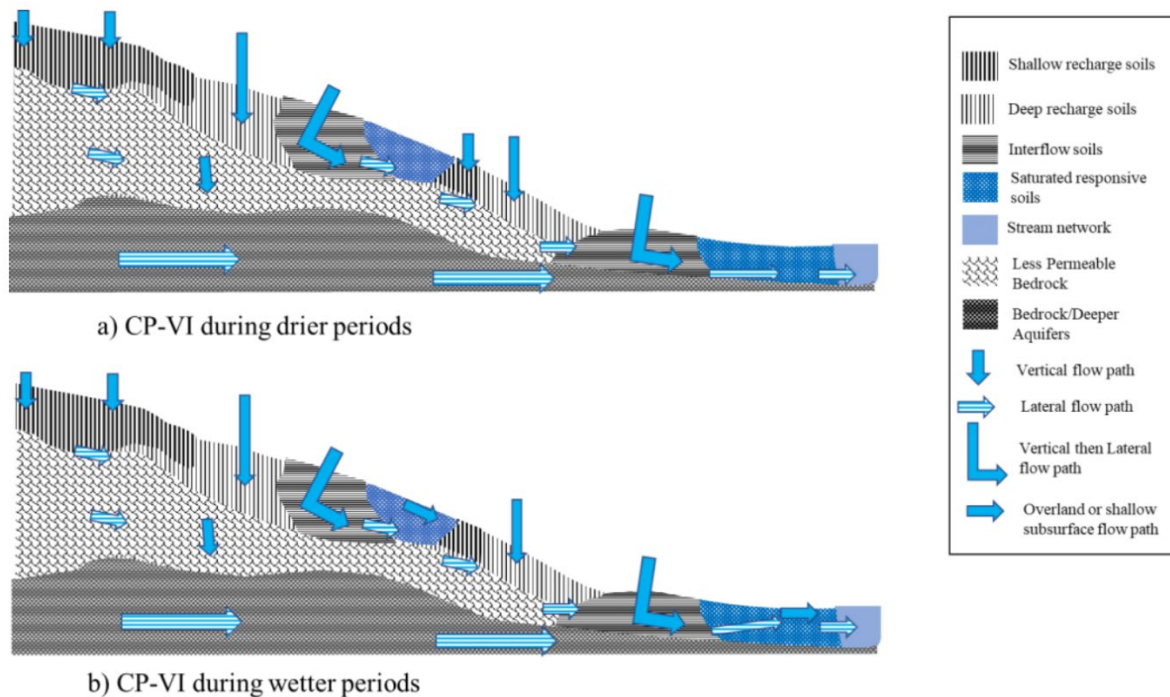 a) CP-VI during drier periods
b) CP-VI during wetter periods
Shallow recharge soils
Deep recharge soils
Interflow soils
Saturated responsive
soils
Stream network
Less Permeable
Bedrock
Bedrock/Deeper
Aquifers
Vertical flow path
Lateral flow path
Vertical then Lateral
flow path
Overland or shallow
subsurface flow path